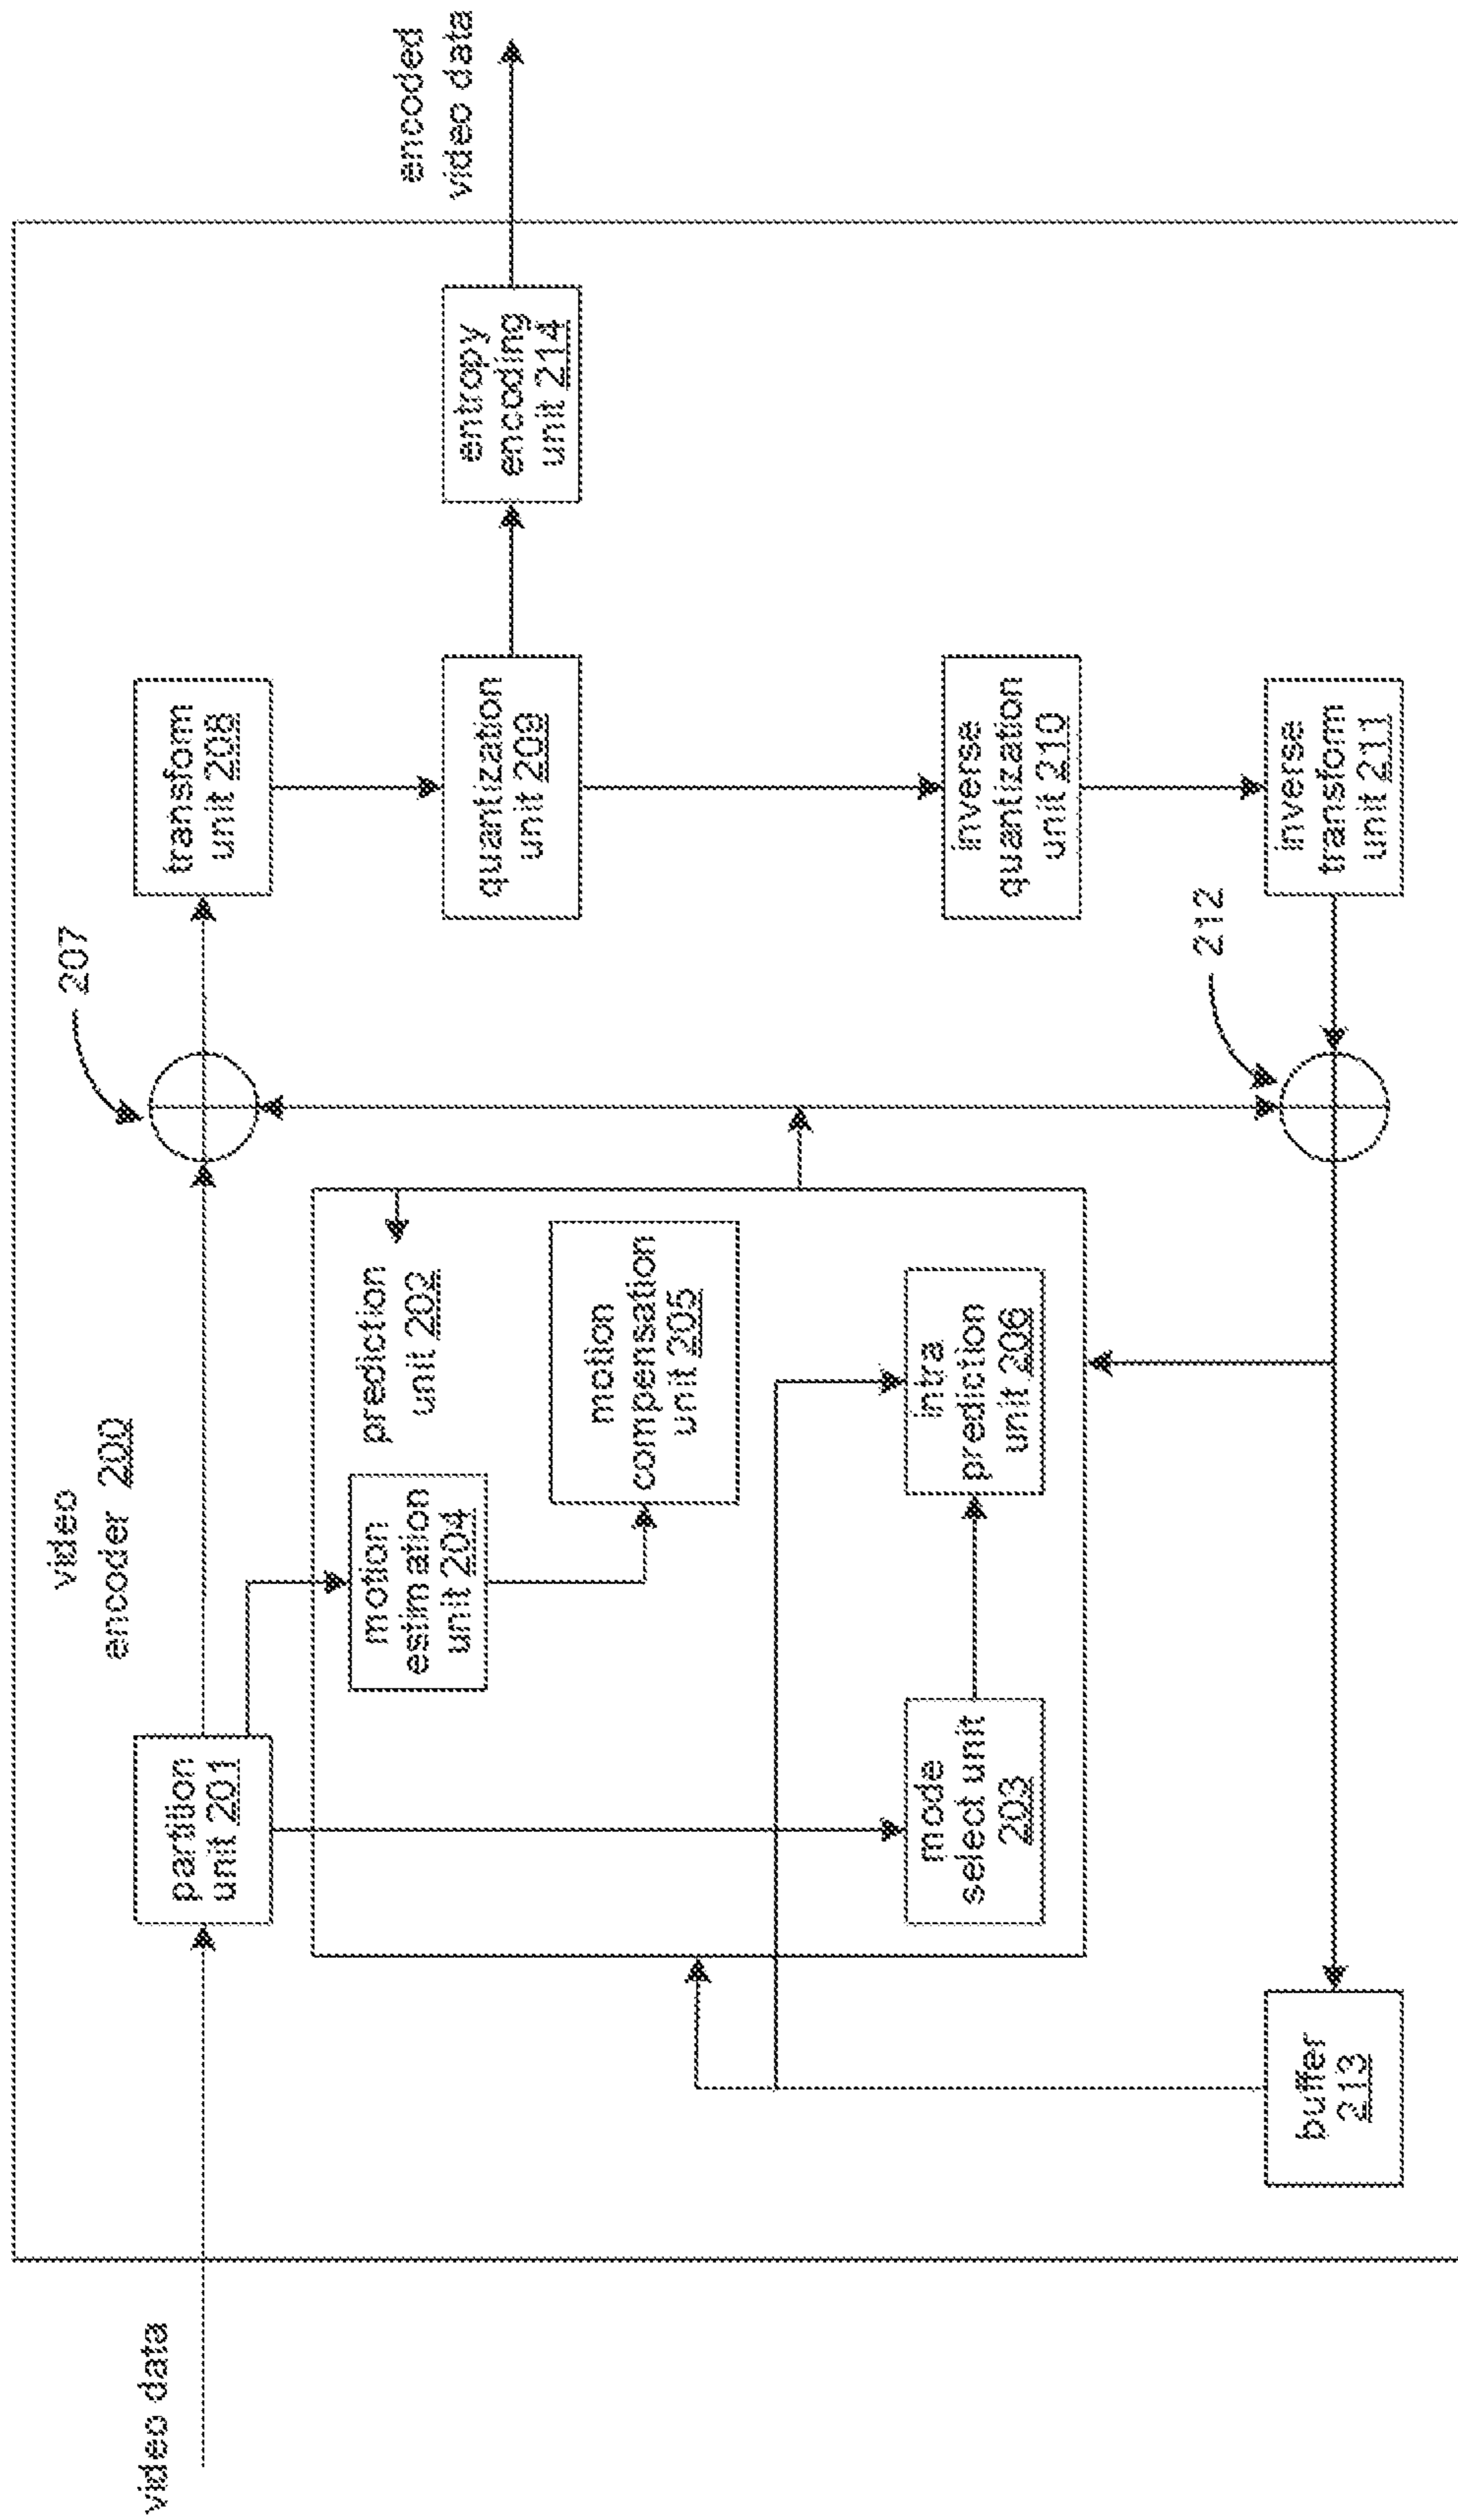 video
encoder 200
video data
partition
unit 201
207
transform
unit 208
encoded
video data
motion
estimation
unit 204
prediction
unit 202
motion
compensation
unit 205
quantization
unit 209
entropy
encoding
unit 214
mode
select unit
203
intra
prediction
unit 206
inverse
quantization
unit 210
212
buffer
213
inverse
transform
unit 211